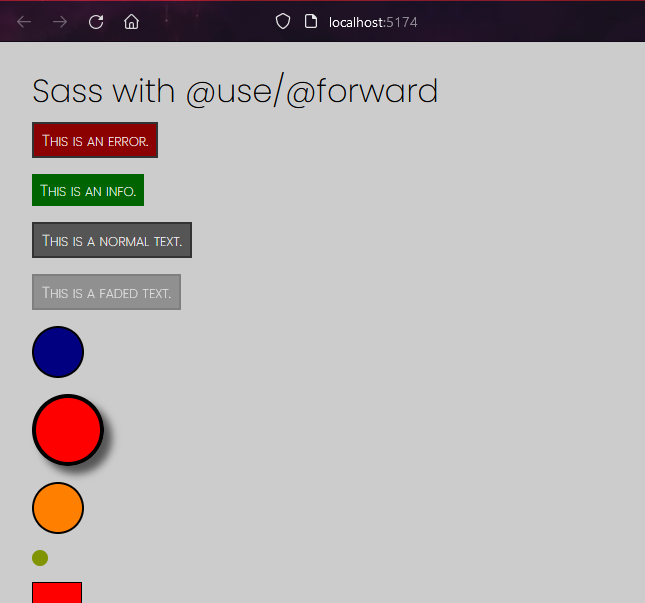 localhost:5174
Sass with @use/@forward
This is an error.
This is an info.
This is a normal text.
This is a faded text.